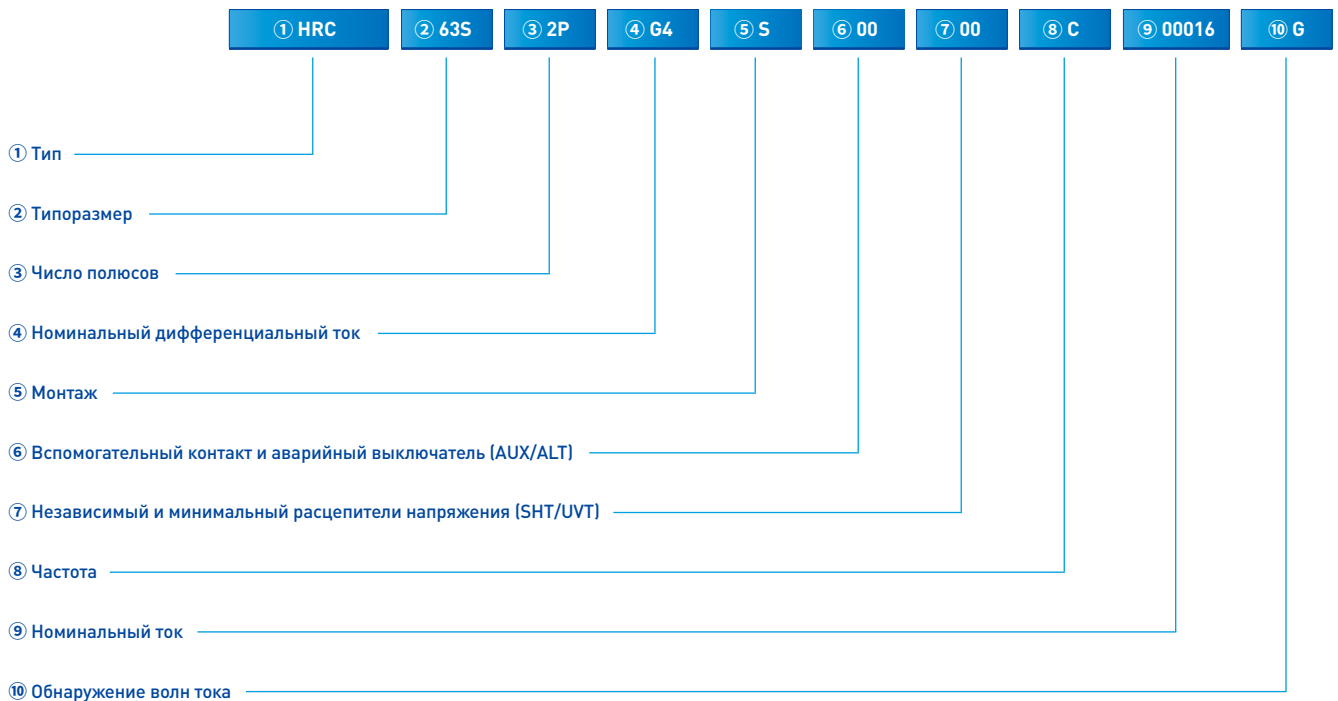 ① HRC ② 63S ③ 2P ④ G4 ⑤ S ⑥ 00 ⑦ 00 ⑧ C ⑨ 00016 ⑩ G
① Тип
② Типоразмер
③ Число полюсов
④ Номинальный дифференциальный ток
⑤ Монтаж
⑥ Вспомогательный контакт и аварийный выключатель (AUX/ALT)
⑦ Независимый и минимальный расцепители напряжения (SHT/UVT)
⑧ Частота
⑨ Номинальный ток
⑩ Обнаружение волн тока